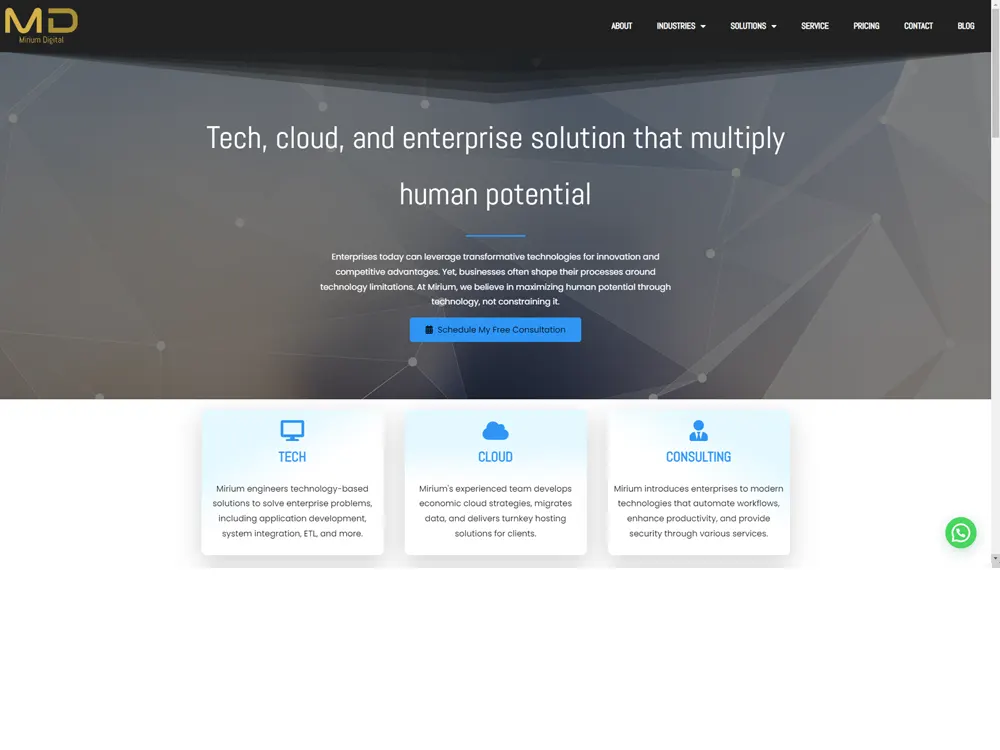 MD
Mirium Digital
ABOUT
INDUSTRIES
SOLUTIONS
SERVICE
PRICING
CONTACT
BLOG
Tech, cloud, and enterprise solution that multiply
human potential
Enterprises today can leverage transformative technologies for innovation and
competitive advantages. Yet, businesses often shape their processes around
technology limitations. At Mirium, we believe in maximizing human potential through
technology, not constraining it.
Schedule My Free Consultation
TECH
Mirium engineers technology-based
solutions to solve enterprise problems,
including application development,
system integration, ETL, and more.
CLOUD
Mirium's experienced team develops
economic cloud strategies, migrates
data, and delivers turnkey hosting
solutions for clients.
CONSULTING
Mirium introduces enterprises to modern
technologies that automate workflows,
enhance productivity, and provide
security through various services.